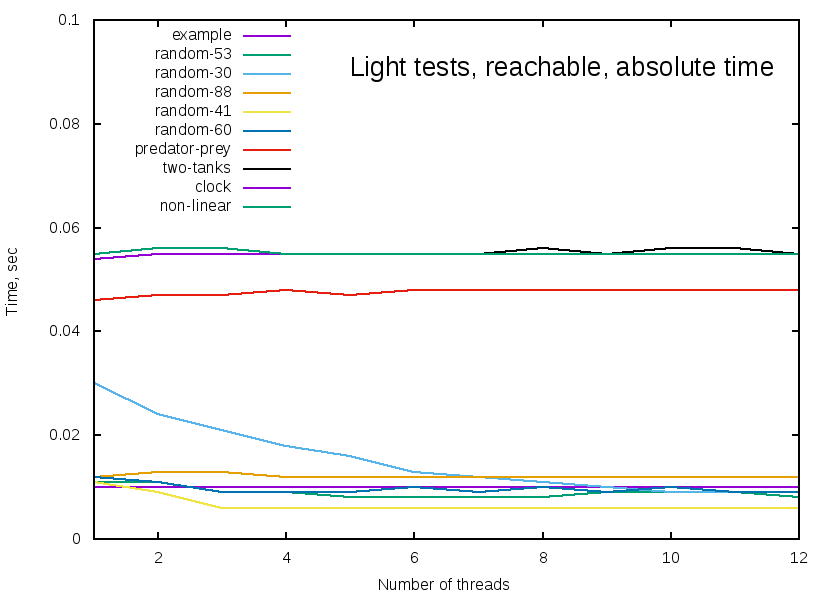 0.1
example
random-53
Light tests, reachable, absolute time
random-30
random-88
random-41
0.08
random-60
predator-prey
two-tanks
clock
non-linear
0.06
Time, sec
0.04
0.02
0
2 4 6 8 10 12
Number of threads